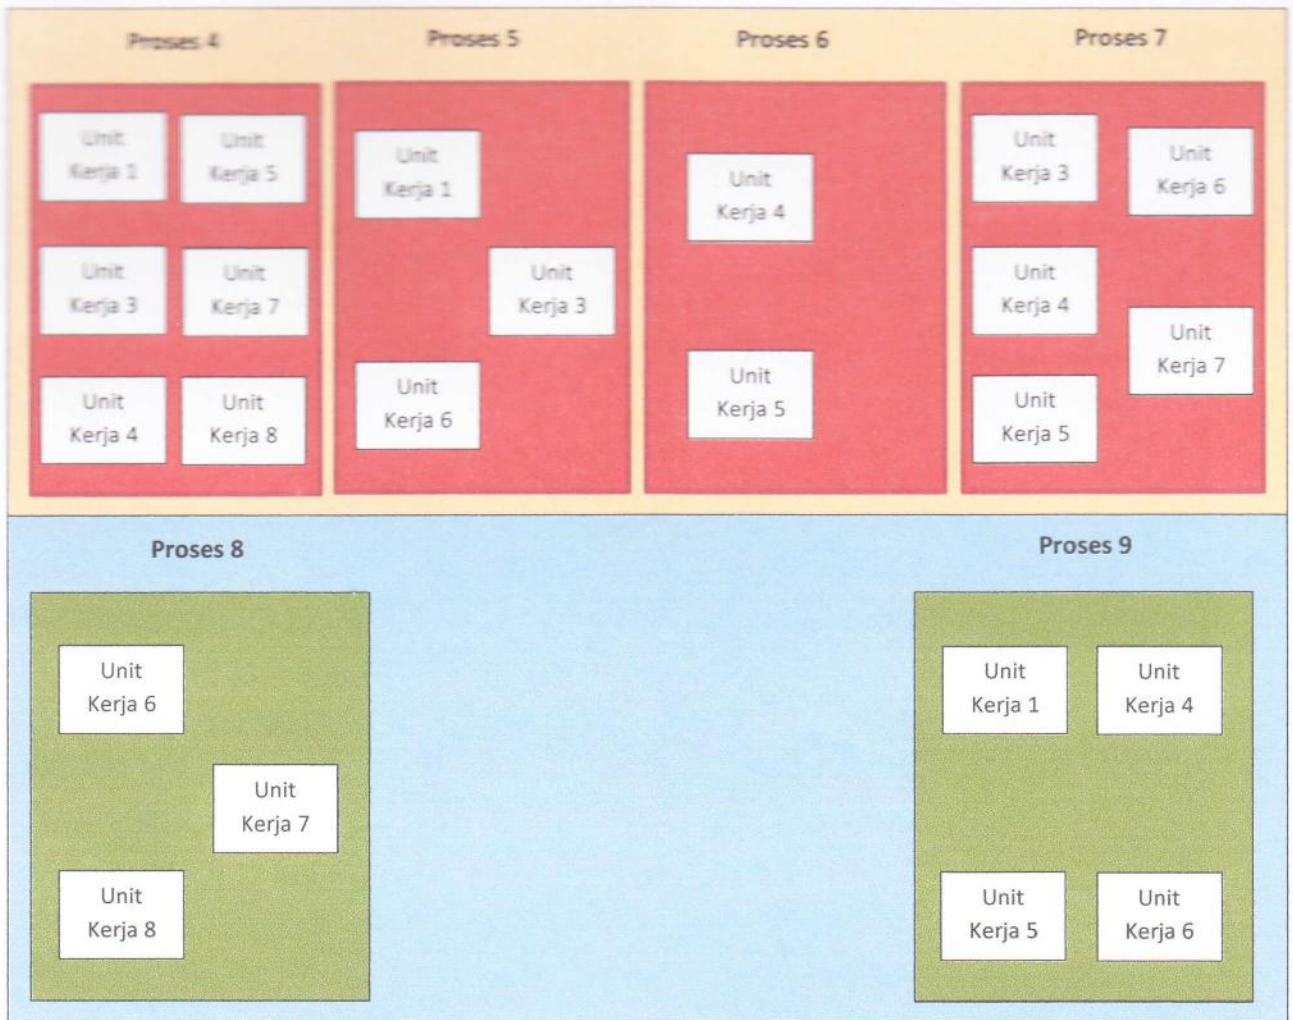 Proses 4
Proses 5
Proses 6
Proses 7
Unit
Kerja 1
Unit
Kerja 5
Unit
Kerja 3
Unit
Kerja 7
Unit
Kerja 4
Unit
Kerja 8
Unit
Kerja 1
Unit
Kerja 3
Unit
Kerja 6
Unit
Kerja 4
Unit
Kerja 5
Unit
Kerja 3
Unit
Kerja 6
Unit
Kerja 4
Unit
Kerja 7
Unit
Kerja 5
Proses 8
Proses 9
Unit
Kerja 6
Unit
Kerja 7
Unit
Kerja 8
Unit
Kerja 1
Unit
Kerja 4
Unit
Kerja 5
Unit
Kerja 6